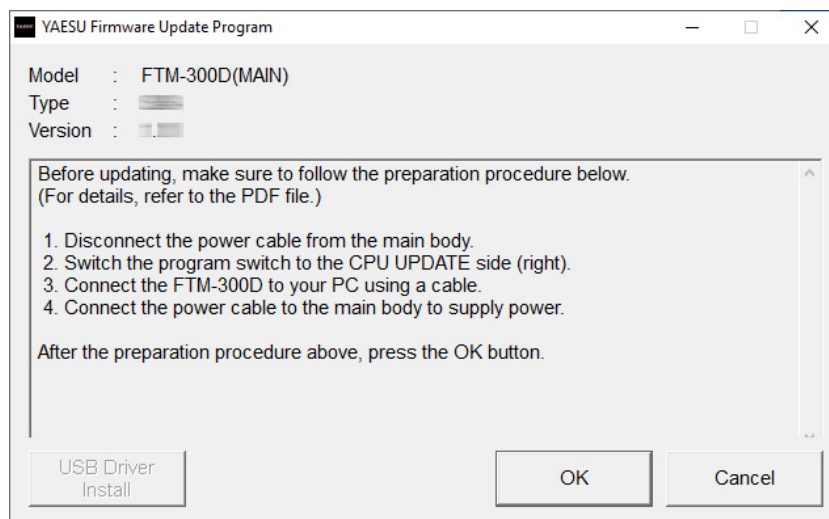 YAESU Firmware Update Program
Model : FTM-300D(MAIN)
Type :
Version :
Before updating, make sure to follow the preparation procedure below.
(For details, refer to the PDF file.)
1. Disconnect the power cable from the main body.
2. Switch the program switch to the CPU UPDATE side (right).
3. Connect the FTM-300D to your PC using a cable.
4. Connect the power cable to the main body to supply power.
After the preparation procedure above, press the OK button.
USB Driver
Install
OK
Cancel